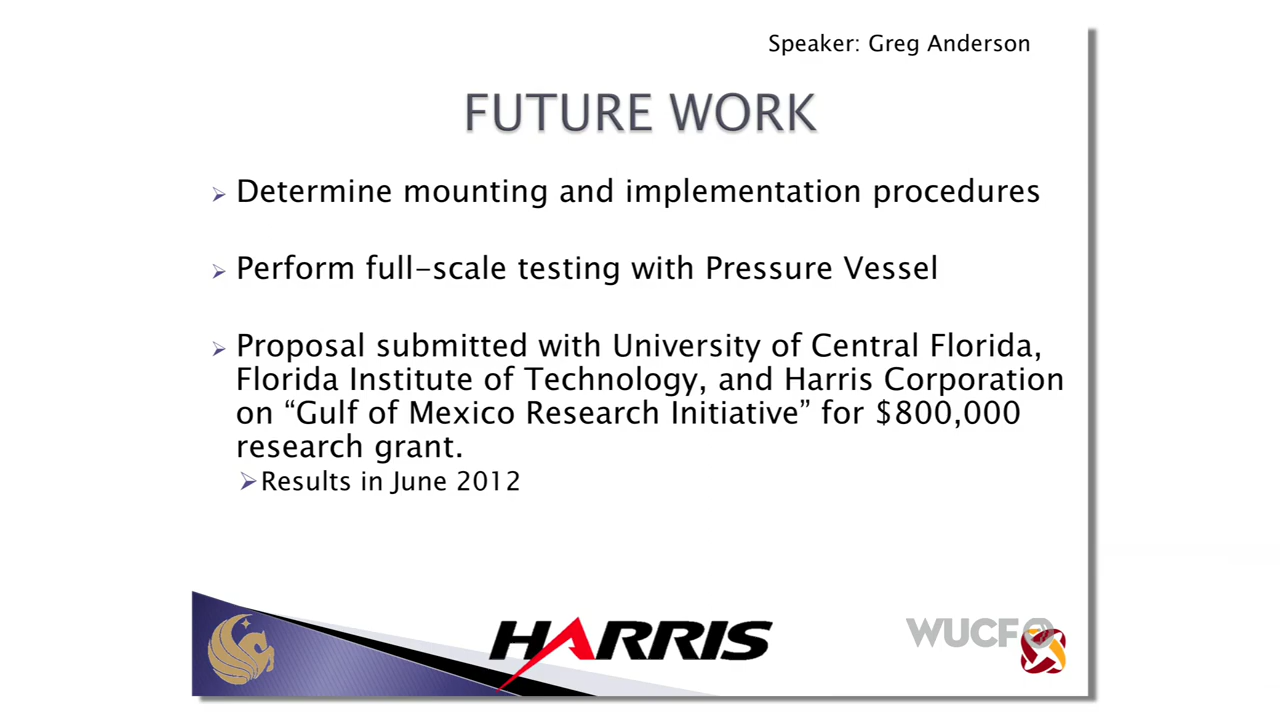 Speaker: Greg Anderson
FUTURE WORK
Determine mounting and implementation procedures
Perform full-scale testing with Pressure Vessel
Proposal submitted with University of Central Florida,
Florida Institute of Technology, and Harris Corporation
on “Gulf of Mexico Research Initiative” for $800,000
research grant.
Results in June 2012
HARRIS
WUCF